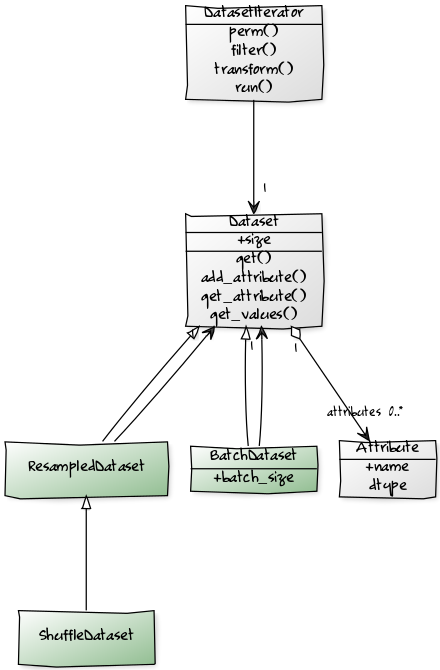 DatasetIterator
perm()
filter()
transform()
run()
1
Dataset
+size
get()
add_attribute()
get_attribute()
get_values()
1
1
attributes 0..*
ResampledDataset
BatchDataset
+batch_size
Attribute
+name
dtype
ShuffleDataset